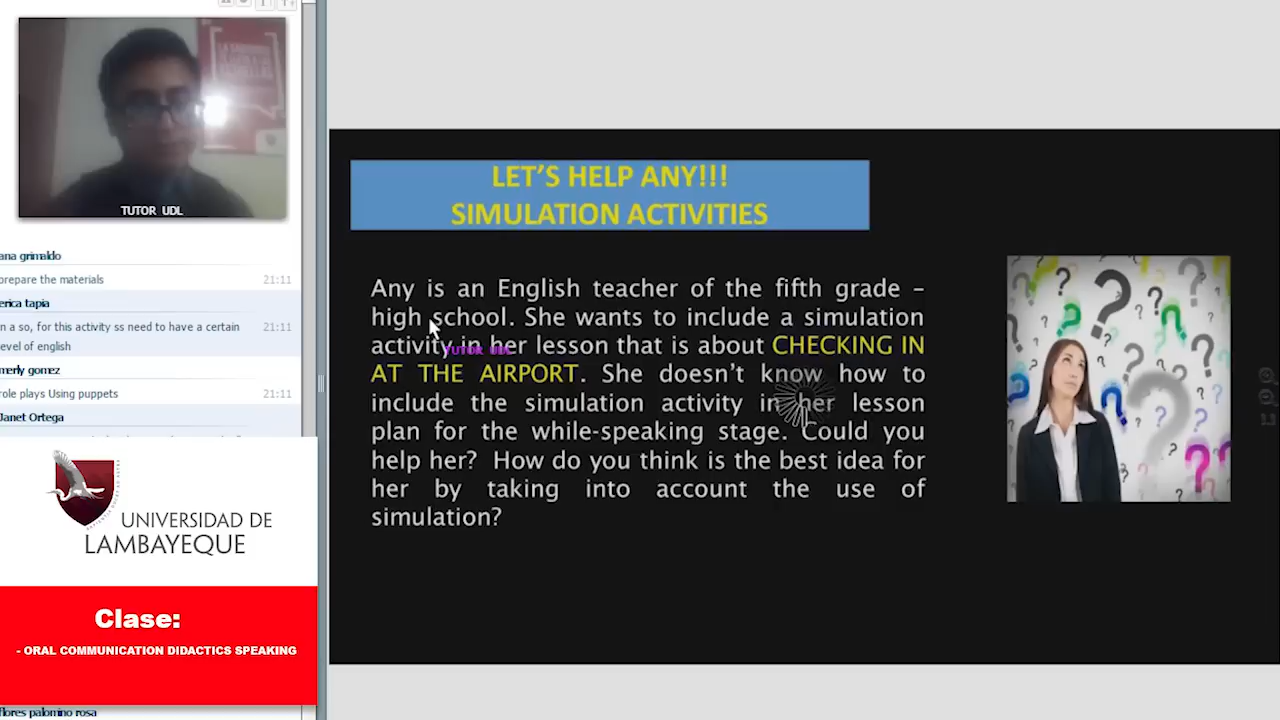 TUTOR UDL
ana grimaldo
prepare the materials
21:11
erica tapia
n a so, for this activity ss need to have a certain
21:11
evel of english
merly gomez
role plays Using puppets
21:11
Janet Ortega
UNIVERSIDAD DE
LAMBAYEQUE
Clase:
- ORAL COMMUNICATION DIDACTICS SPEAKING
flores palomino rosa
LET'S HELP ANY!!!
SIMULATION ACTIVITIES
Any is an English teacher of the fifth grade –
high school. She wants to include a simulation
activity in her lesson that is about CHECKING IN
TUTOR UDL
AT THE AIRPORT. She doesn't know how to
include the simulation activity in her lesson
plan for the while-speaking stage. Could you
help her? How do you think is the best idea for
her by taking into account the use of
simulation?